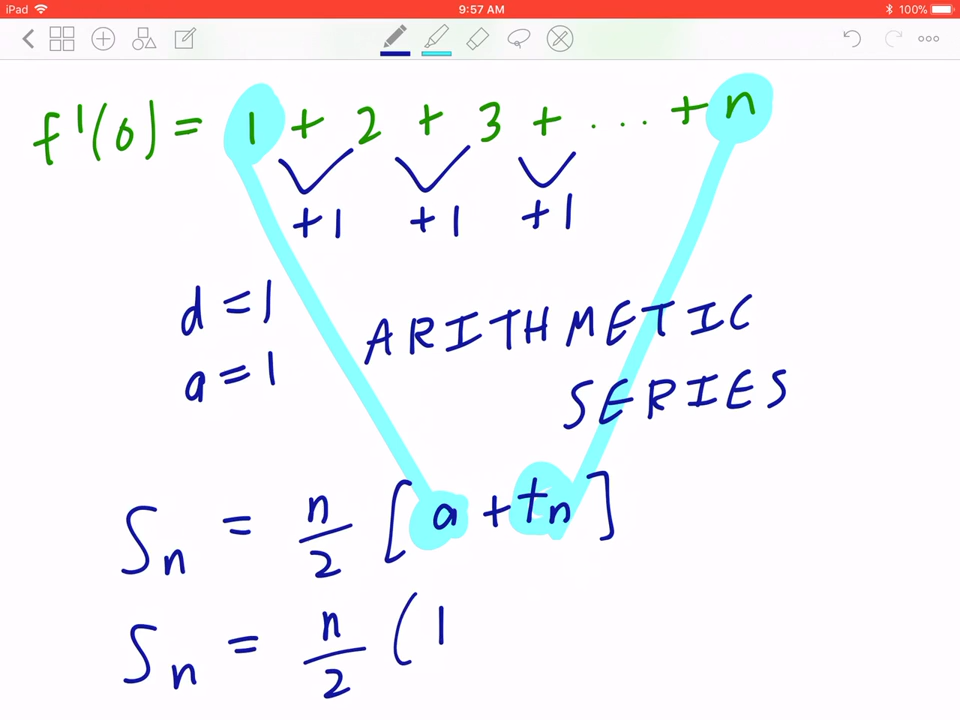 iPad 9:57 AM 100%
f'(0) = 1 + 2 + 3 + ... + n
+1 +1 +1
d = 1
a = 1
ARITHMETIC
SERIES
Sn = n/2 [a + tn]
Sn = n/2 (1